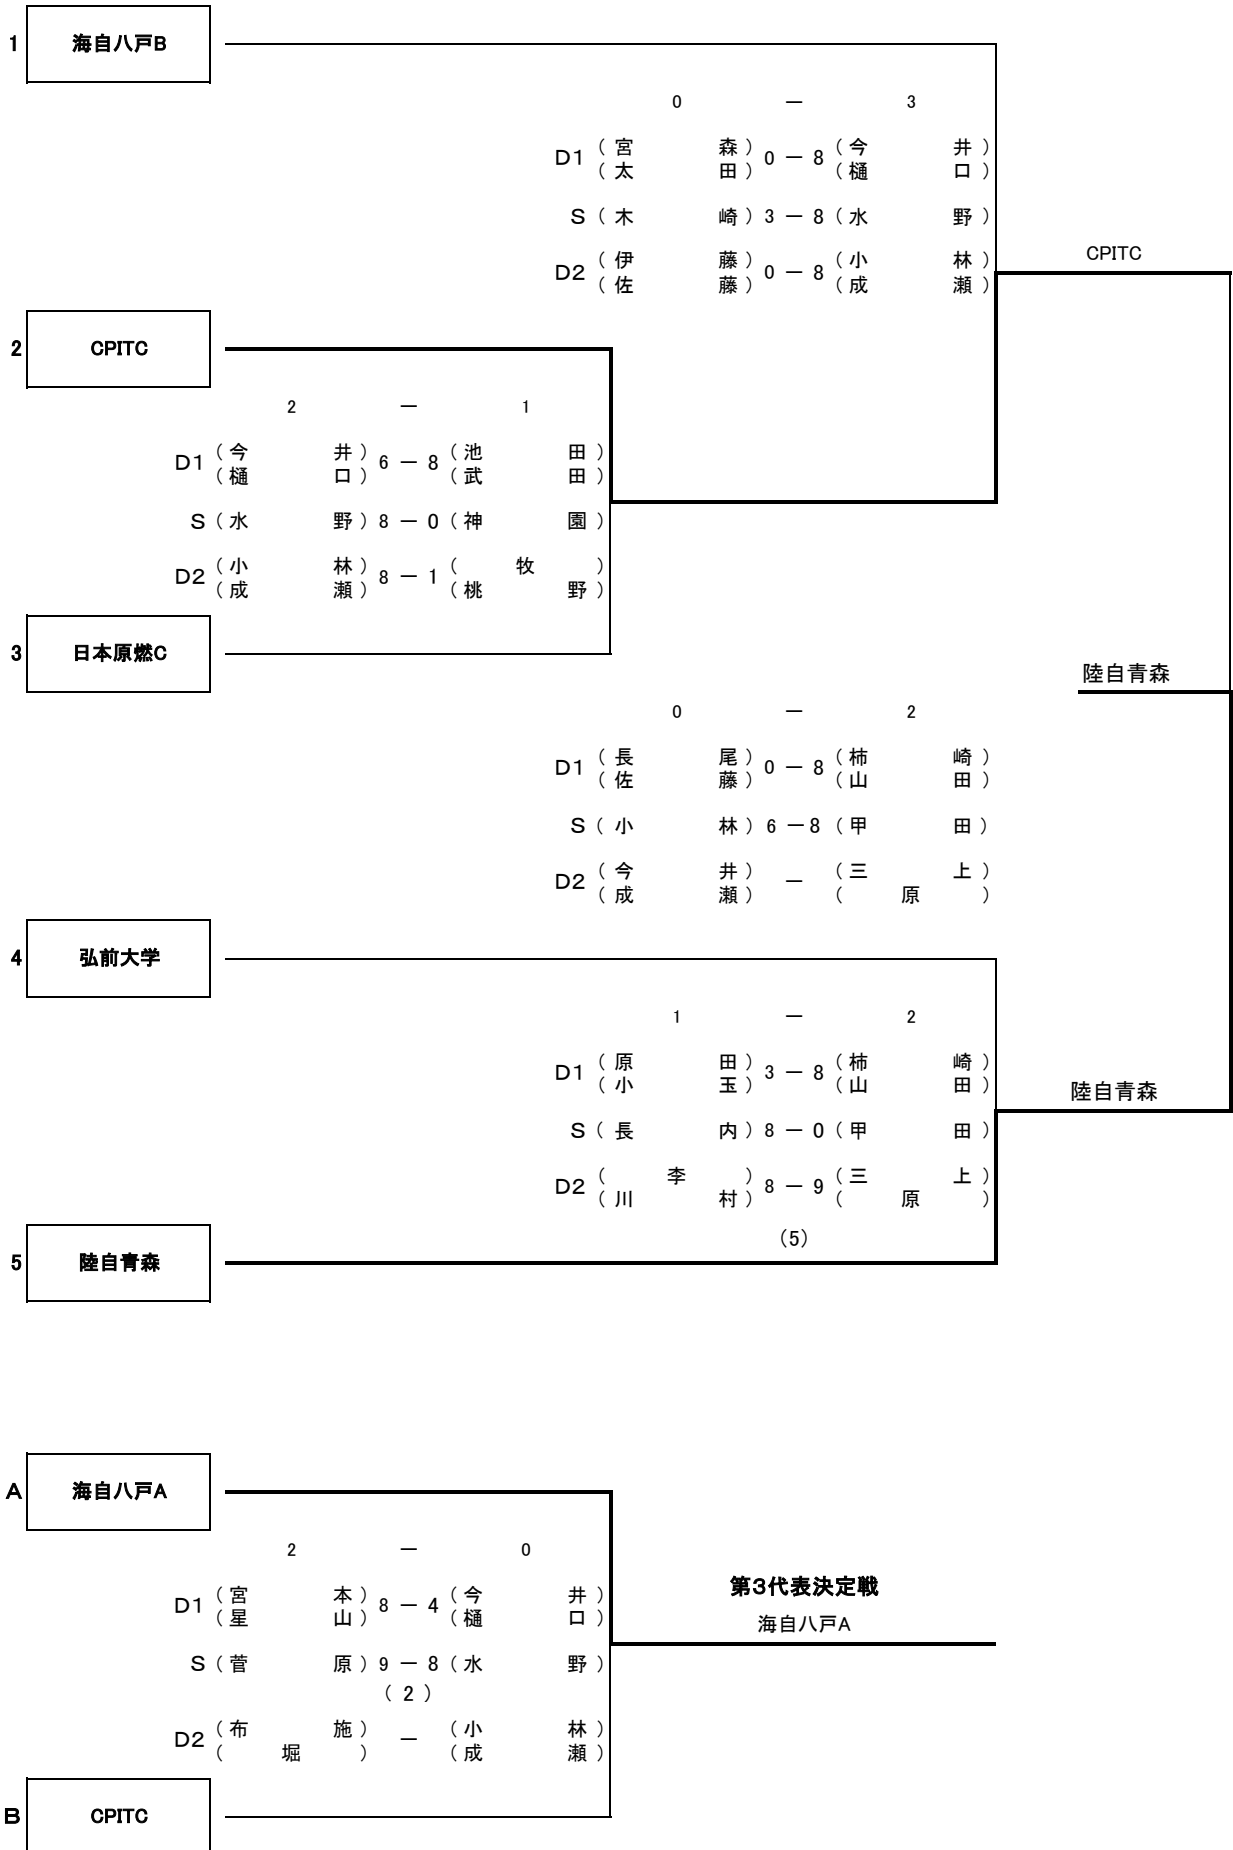 1 海自八戸B
0 ー 3
D1 (宮 森) 0 ー 8 (今 井)
(太 田) (樋 口)
S (木 崎) 3 ー 8 (水 野)
D2 (伊 藤) 0 ー 8 (小 林)
(佐 藤) (成 瀬)
CPITC
2 CPITC
2 ー 1
D1 (今 井) 6 ー 8 (池 田)
(樋 口) (武 田)
S (水 野) 8 ー 0 (神 園)
D2 (小 林) 8 ー 1 (牧)
(成 瀬) (桃 野)
3 日本原燃C
陸自青森
0 ー 2
D1 (長 尾) 0 ー 8 (柿 崎)
(佐 藤) (山 田)
S (小 林) 6 ー8 (甲 田)
D2 (今 井) ー (三 上)
(成 瀬) (原)
4 弘前大学
1 ー 2
D1 (原 田) 3 ー 8 (柿 崎)
(小 玉) (山 田)
陸自青森
S (長 内) 8 ー 0 (甲 田)
D2 (李) 8 ー 9 (三 上)
(川 村) (原)
(5)
5 陸自青森
A 海自八戸A
2 ー 0
第3代表決定戦
D1 (宮 本) 8 ー 4 (今 井)
(星 山) (樋 口)
海自八戸A
S (菅 原) 9 ー 8 (水 野)
(2)
D2 (布 施) ー (小 林)
(堀) (成 瀬)
B CPITC